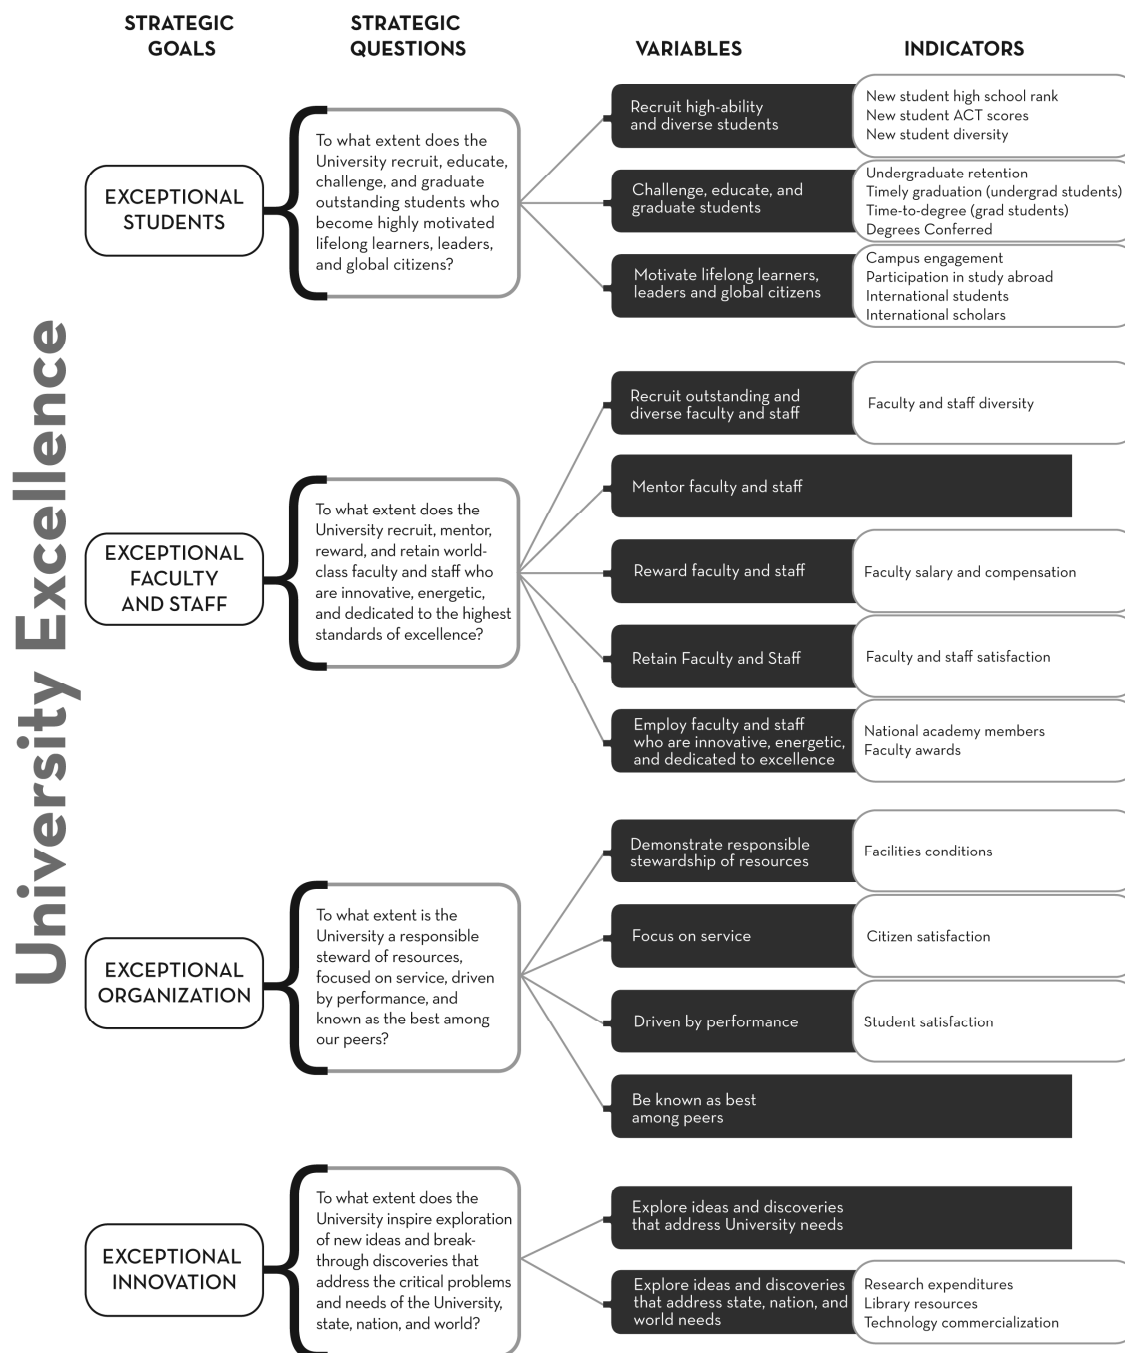 STRATEGIC
GOALS
STRATEGIC
QUESTIONS
VARIABLES
INDICATORS
University Excellence
EXCEPTIONAL
STUDENTS
To what extent does the
University recruit, educate,
challenge, and graduate
outstanding students who
become highly motivated
lifelong learners, leaders,
and global citizens?
Recruit high-ability
and diverse students
New student high school rank
New student ACT scores
New student diversity
Challenge, educate, and
graduate students
Undergraduate retention
Timely graduation (undergrad students)
Time-to-degree (grad students)
Degrees Conferred
Motivate lifelong learners,
leaders and global citizens
Campus engagement
Participation in study abroad
International students
International scholars
EXCEPTIONAL
FACULTY
AND STAFF
To what extent does the
University recruit, mentor,
reward, and retain world-
class faculty and staff who
are innovative, energetic,
and dedicated to the highest
standards of excellence?
Recruit outstanding and
diverse faculty and staff
Faculty and staff diversity
Mentor faculty and staff
Reward faculty and staff
Faculty salary and compensation
Retain Faculty and Staff
Faculty and staff satisfaction
Employ faculty and staff
who are innovative, energetic,
and dedicated to excellence
National academy members
Faculty awards
EXCEPTIONAL
ORGANIZATION
To what extent is the
University a responsible
steward of resources,
focused on service, driven
by performance, and
known as the best among
our peers?
Demonstrate responsible
stewardship of resources
Facilities conditions
Focus on service
Citizen satisfaction
Driven by performance
Student satisfaction
Be known as best
among peers
EXCEPTIONAL
INNOVATION
To what extent does the
University inspire exploration
of new ideas and break-
through discoveries that
address the critical problems
and needs of the University,
state, nation, and world?
Explore ideas and discoveries
that address University needs
Explore ideas and discoveries
that address state, nation, and
world needs
Research expenditures
Library resources
Technology commercialization